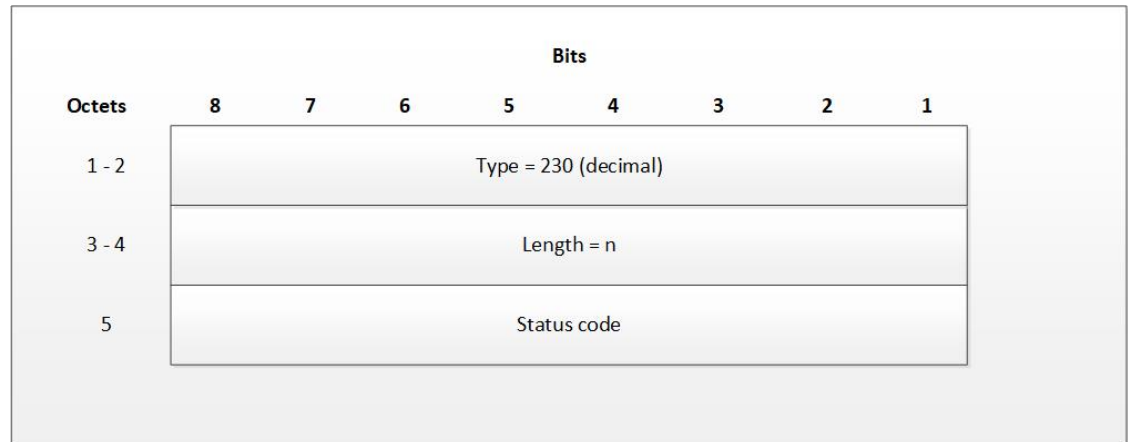 Bits
Octets 8 7 6 5 4 3 2 1
1 - 2 Type = 230 (decimal)
3 - 4 Length = n
5 Status code